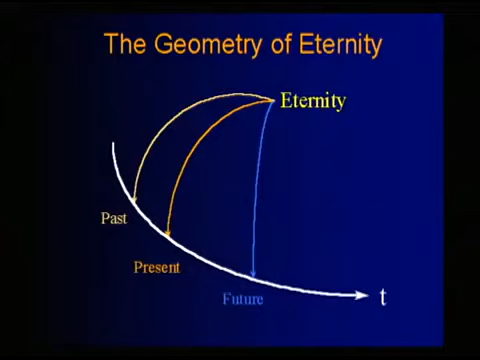 The Geometry of Eternity
Eternity
Past
Present
Future
t